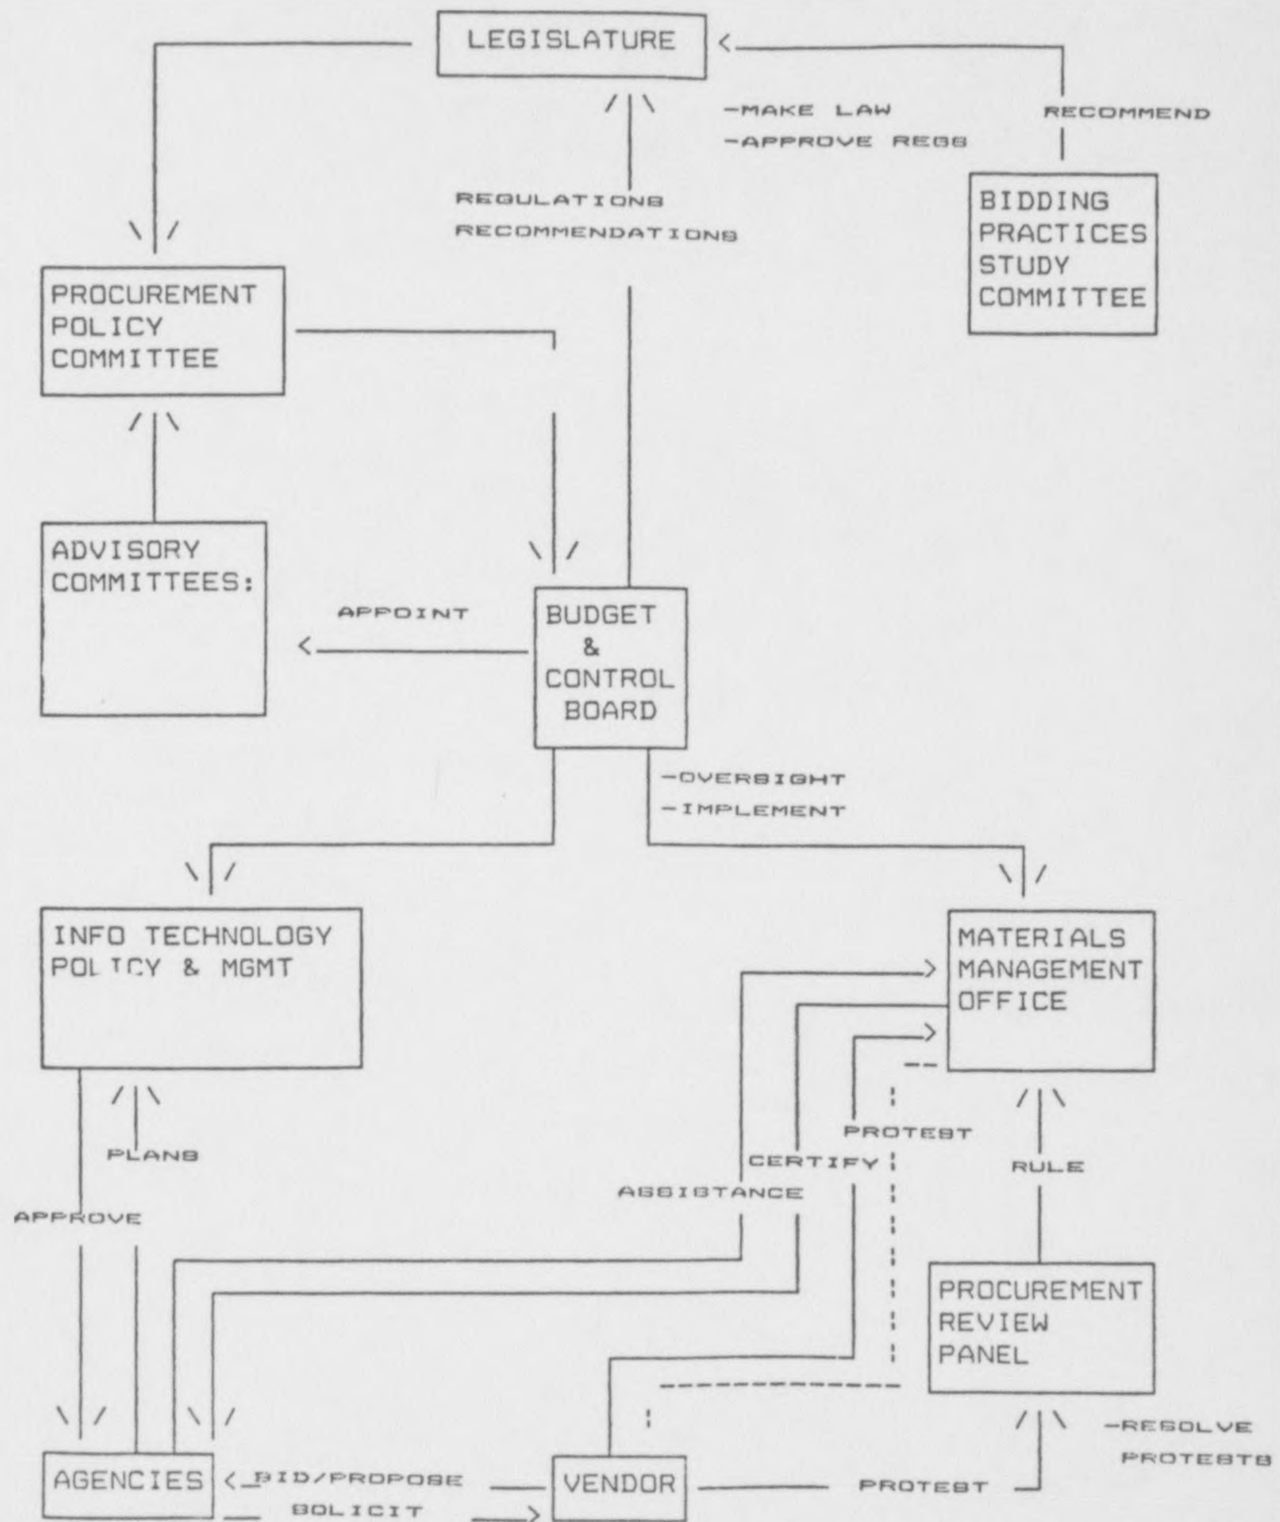 LEGISLATURE
-MAKE LAW
-APPROVE REGS
RECOMMEND
REGULATIONS
RECOMMENDATIONS
BIDDING
PRACTICES
STUDY
COMMITTEE
PROCUREMENT
POLICY
COMMITTEE
ADVISORY
COMMITTEES:
APPOINT
BUDGET
&
CONTROL
BOARD
-OVERSIGHT
-IMPLEMENT
INFO TECHNOLOGY
POLICY & MGMT
MATERIALS
MANAGEMENT
OFFICE
PLANS
APPROVE
PROTEST
CERTIFY
ASSISTANCE
RULE
PROCUREMENT
REVIEW
PANEL
-RESOLVE
PROTESTS
AGENCIES
BID/PROPOSE
SOLICIT
VENDOR
PROTEST